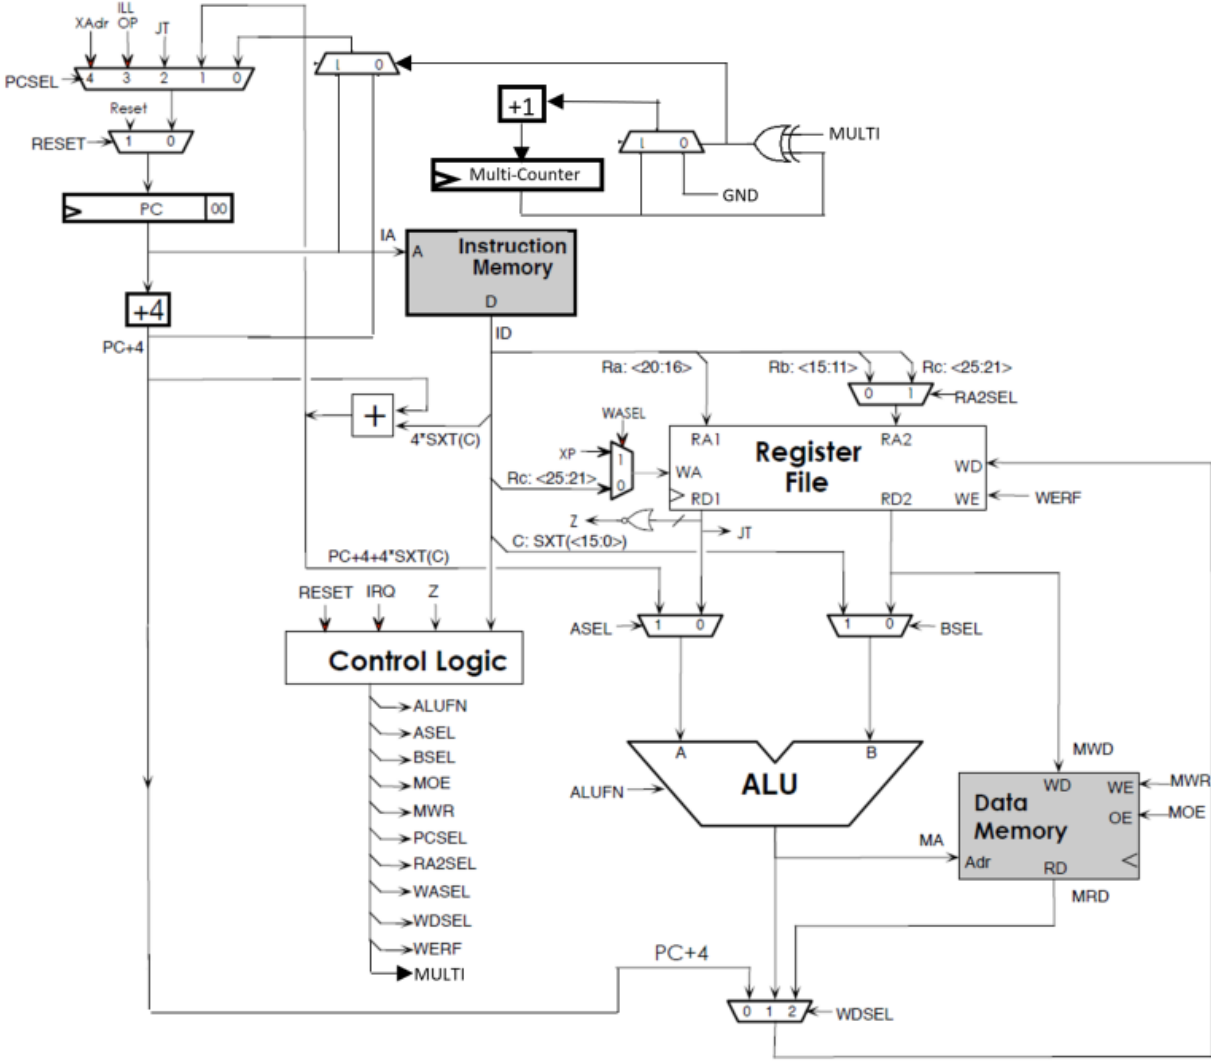 XAdr
ILL
OP
JT
PCSEL
4 3 2 1 0
1 0
+1
Reset
RESET
1 0
1 0
MULTI
Multi-Counter
GND
PC
00
IA
A
Instruction
Memory
D
+4
ID
PC+4
Ra: <20:16>
Rb: <15:11>
Rc: <25:21>
0 1
RA2SEL
+
4*SXT(C)
WASEL
XP
1
0
Rc: <25:21>
RA1
RA2
WA
Register
File
WD
RD1
RD2
WE
WERF
Z
JT
C: SXT(<15:0>)
PC+4+4*SXT(C)
RESET
IRQ
Z
ASEL
1 0
1 0
BSEL
Control Logic
ALUFN
ASEL
BSEL
MOE
MWR
PCSEL
RA2SEL
WASEL
WDSEL
WERF
MULTI
A
B
ALU
ALUFN
MWD
WD
WE
MWR
Data
Memory
OE
MOE
MA
Adr
RD
MRD
PC+4
0 1 2
WDSEL